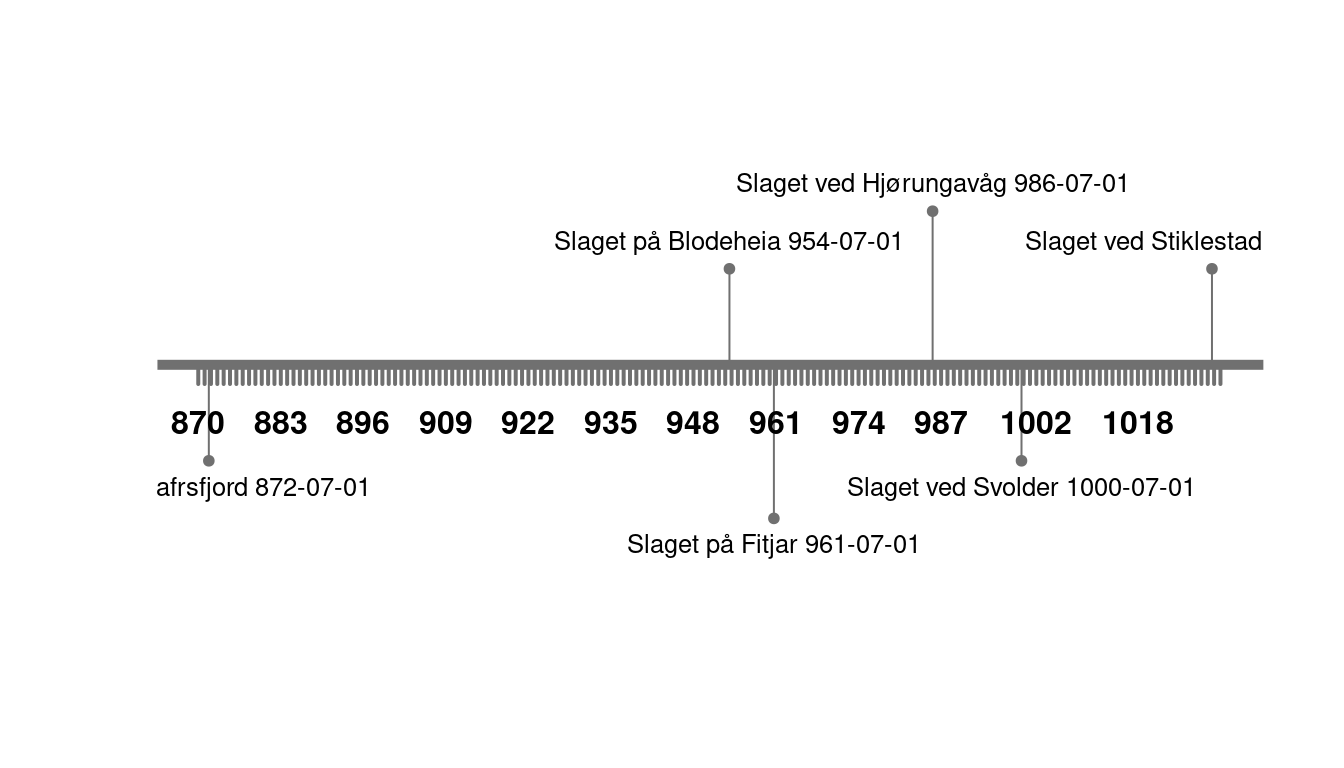 Slaget ved Hjørungavåg 986-07-01
Slaget på Blodeheia 954-07-01
Slaget ved Stiklestad
870 883 896 909 922 935 948 961 974 987 1002 1018
afrsfjord 872-07-01
Slaget ved Svolder 1000-07-01
Slaget på Fitjar 961-07-01